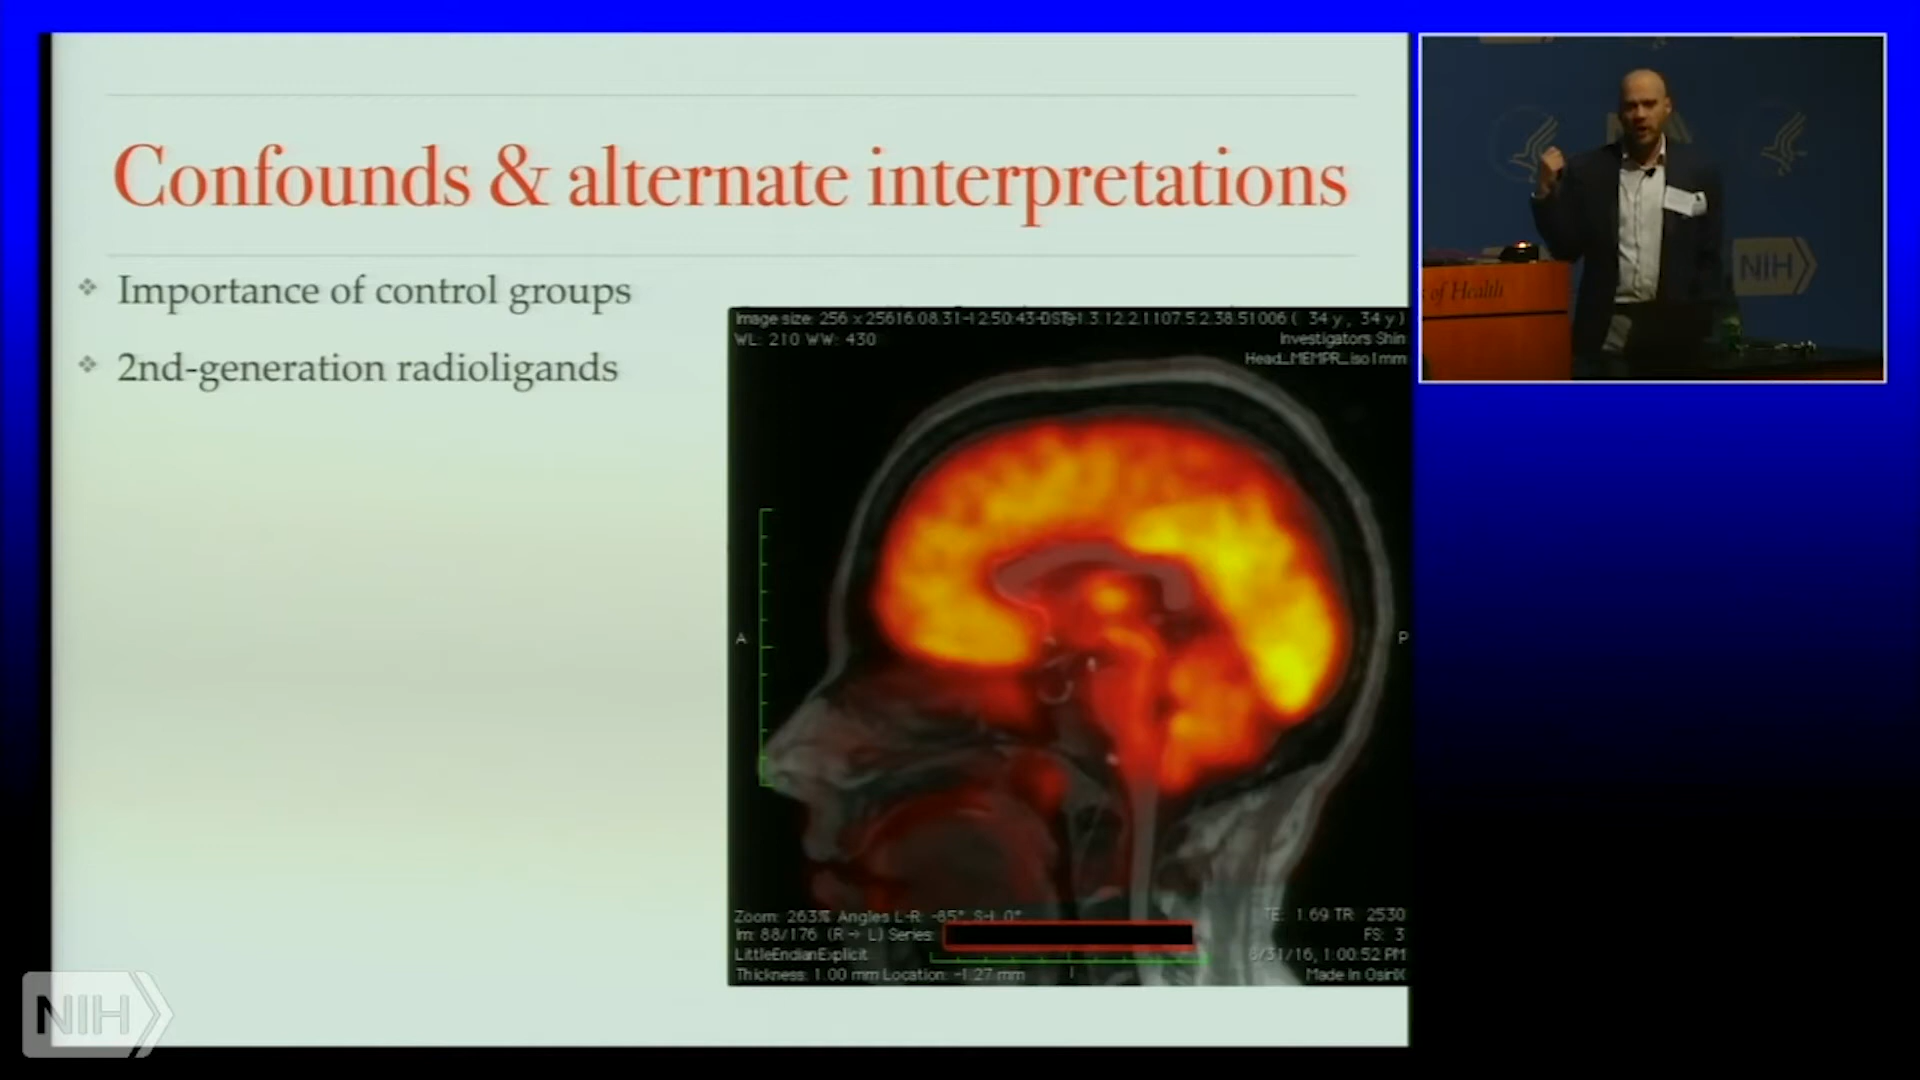 Confounds & alternate interpretations
Importance of control groups
2nd-generation radioligands
Image size: 256 x 256
WL: 210 WW: 430
( 34 y , 34 y )
Investigators Shin
Head_MEMPR_iso1mm
A
P
Zoom: 263% Angles L-R: -85° S-I 0°
Im: 88/176 (R -> L) Series:
LittleEndianExplicit
Thickness: 1.00 mm Location: -1.27 mm
TE: 1.69 TR: 2530
FS: 3
8/31/16, 1:00:52 PM
Made In OsiriX
of Health
NIH
NIH